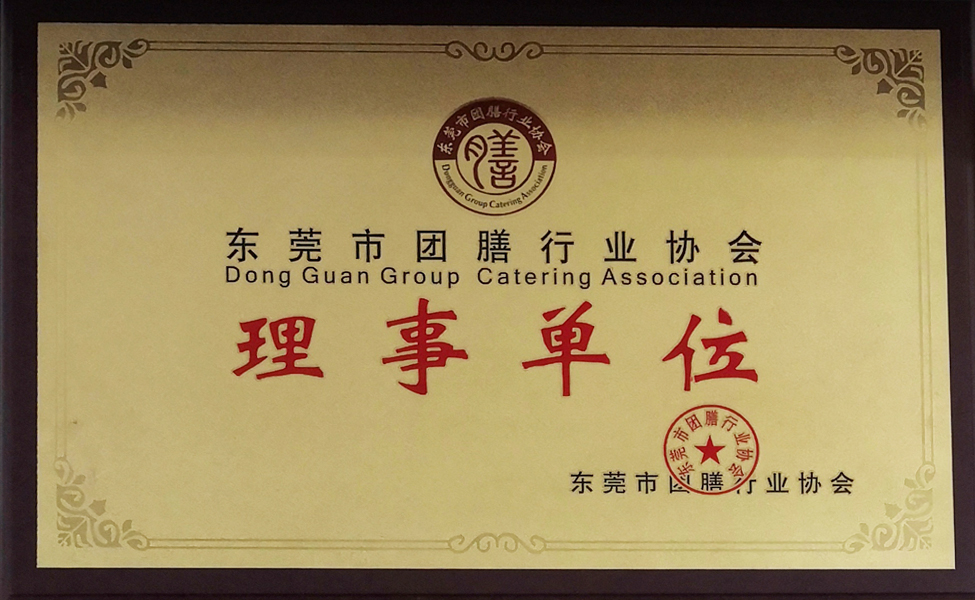 东莞市团膳行业协会
膳
Dongguan Group Catering Association
东莞市团膳行业协会
Dong Guan Group Catering Association
理事单位
东莞市团膳行业协会
东莞市团膳行业协会